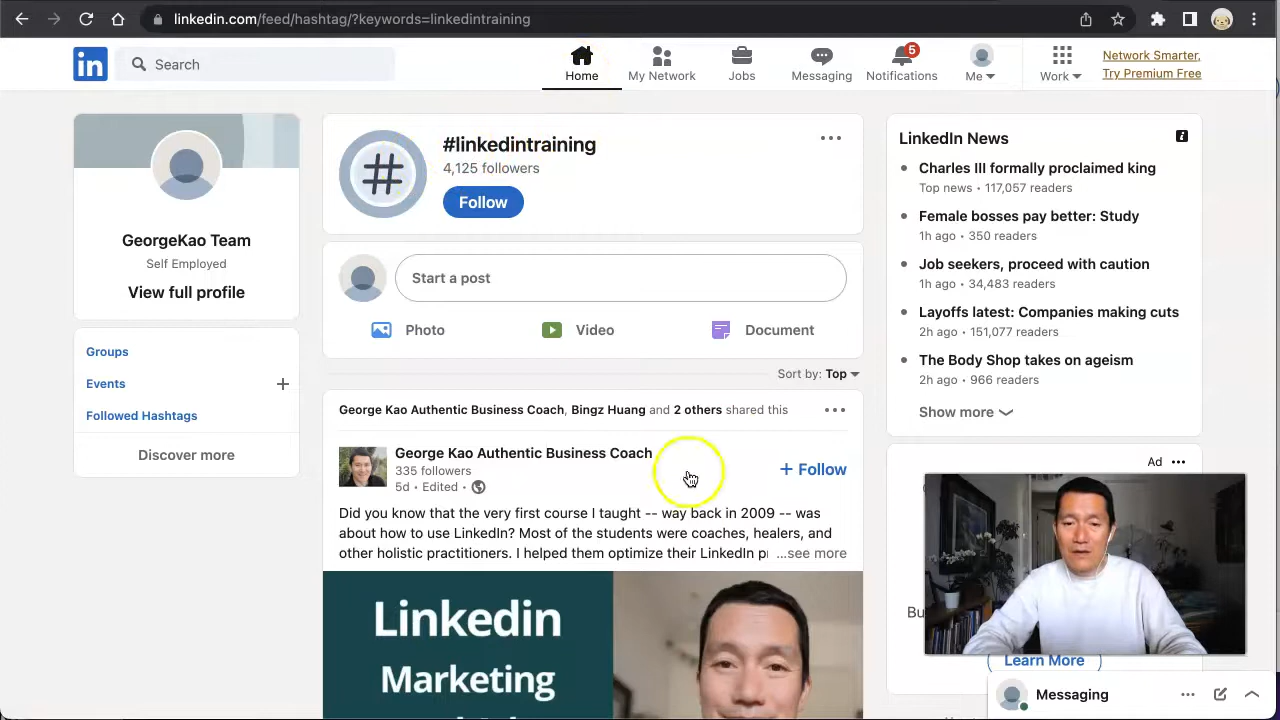 linkedin.com/feed/hashtag/?keywords=linkedintraining
in
Search
Home
My Network
Jobs
Messaging
5
Notifications
Me
Work
Network Smarter,
Try Premium Free
GeorgeKao Team
Self Employed
View full profile
Groups
Events
Followed Hashtags
Discover more
#
#linkedintraining
4,125 followers
Follow
Start a post
Photo
Video
Document
Sort by: Top
George Kao Authentic Business Coach, Bingz Huang and 2 others shared this
George Kao Authentic Business Coach
335 followers
5d • Edited •
+ Follow
Did you know that the very first course I taught -- way back in 2009 -- was
about how to use LinkedIn? Most of the students were coaches, healers, and
other holistic practitioners. I helped them optimize their LinkedIn p ...see more
Linkedin
Marketing
LinkedIn News
Charles III formally proclaimed king
Top news • 117,057 readers
Female bosses pay better: Study
1h ago • 350 readers
Job seekers, proceed with caution
1h ago • 34,483 readers
Layoffs latest: Companies making cuts
2h ago • 151,077 readers
The Body Shop takes on ageism
2h ago • 966 readers
Show more
Ad
Learn More
Messaging